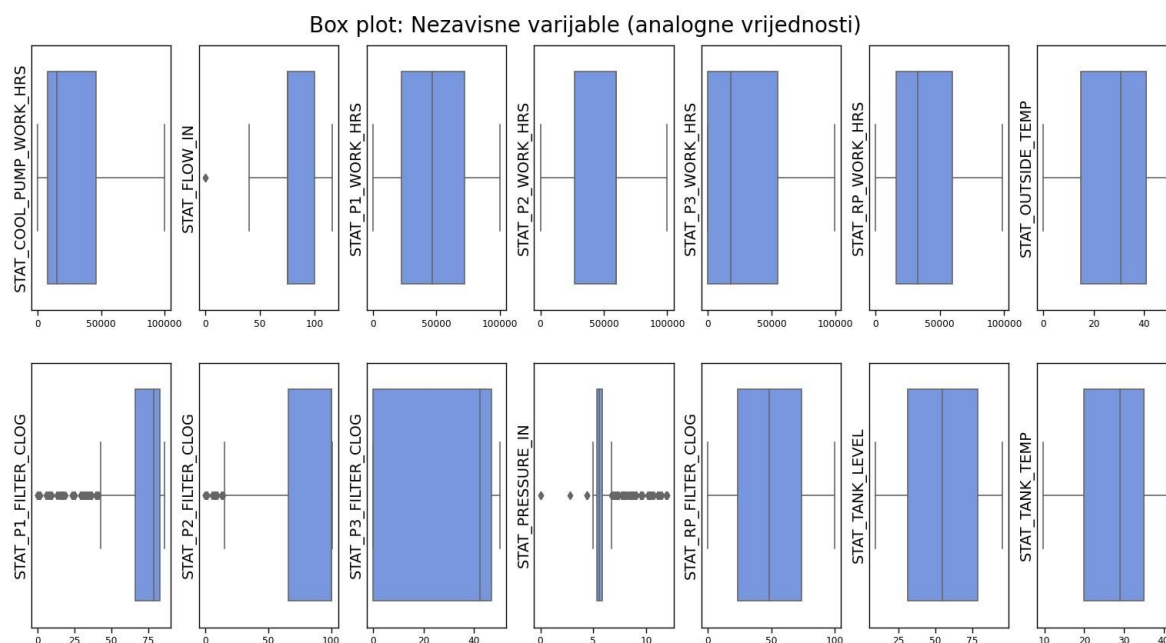 Box plot: Nezavisne varijable (analogne vrijednosti)
STAT_COOL_PUMP_WORK_HRS
0 50000 100000
STAT_FLOW_IN
0 50 100
STAT_P1_WORK_HRS
0 50000 100000
STAT_P2_WORK_HRS
0 50000 100000
STAT_P3_WORK_HRS
0 50000 100000
STAT_RP_WORK_HRS
0 50000 100000
STAT_OUTSIDE_TEMP
0 20 40
STAT_P1_FILTER_CLOG
0 25 50 75
STAT_P2_FILTER_CLOG
0 50 100
STAT_P3_FILTER_CLOG
0 20 40
STAT_PRESSURE_IN
0 5 10
STAT_RP_FILTER_CLOG
0 50 100
STAT_TANK_LEVEL
25 50 75
STAT_TANK_TEMP
10 20 30 40